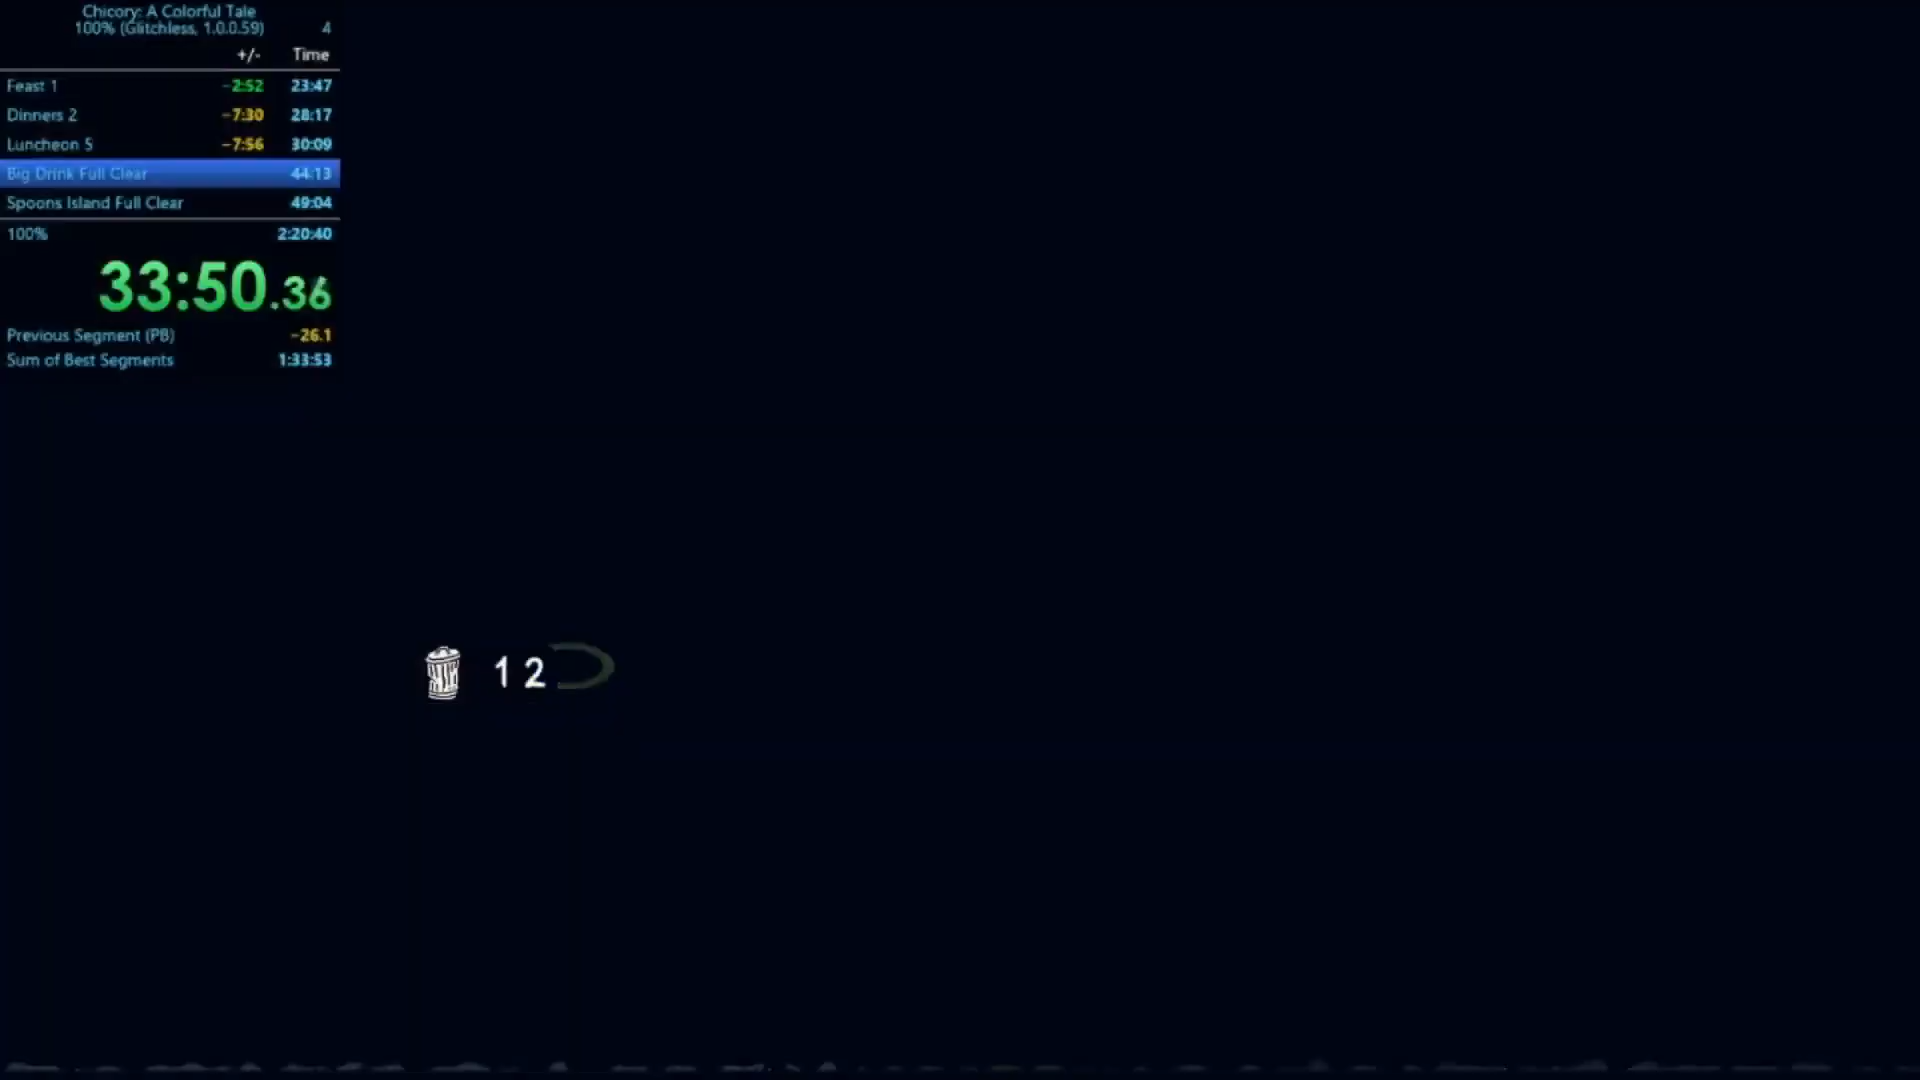 Chicory: A Colorful Tale
100% (Glitchless, 1.0.0.59) 4
+/- Time
Feast 1 -2:52 23:47
Dinners 2 -7:30 28:17
Luncheon 5 -7:56 30:09
Big Drink Full Clear 44:13
Spoons Island Full Clear 49:04
100% 2:20:40
33:50.36
Previous Segment (PB) -26.1
Sum of Best Segments 1:33:53
12